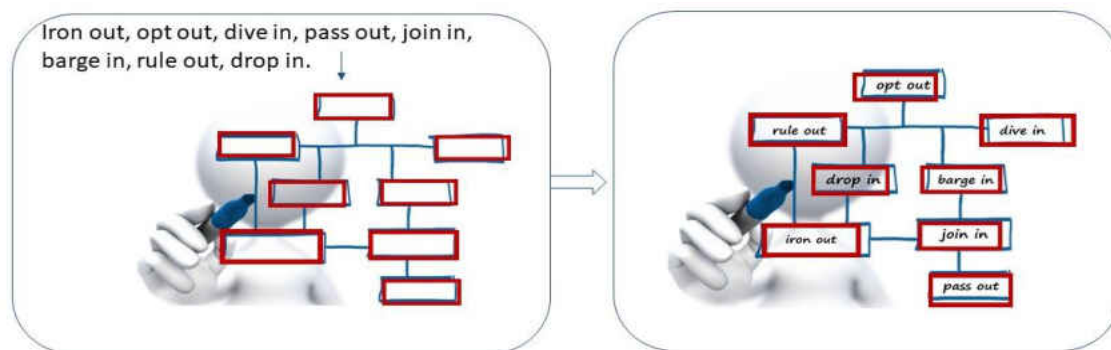 Iron out, opt out, dive in, pass out, join in,
barge in, rule out, drop in.
opt out
rule out
dive in
drop in
barge in
iron out
join in
pass out